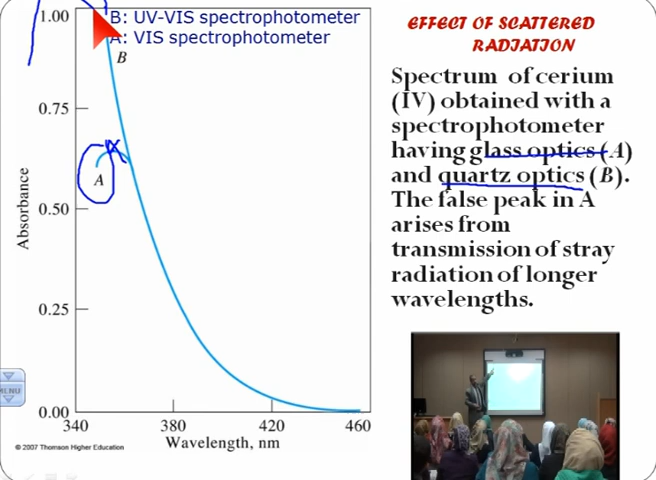 1.00
B: UV-VIS spectrophotometer
A: VIS spectrophotometer
B
0.75
A
0.50
Absorbance
0.25
0.00
340
380
420
460
Wavelength, nm
© 2007 Thomson Higher Education
MENU
EFFECT OF SCATTERED
RADIATION
Spectrum of cerium
(IV) obtained with a
spectrophotometer
having glass optics (A)
and quartz optics (B).
The false peak in A
arises from
transmission of stray
radiation of longer
wavelengths.